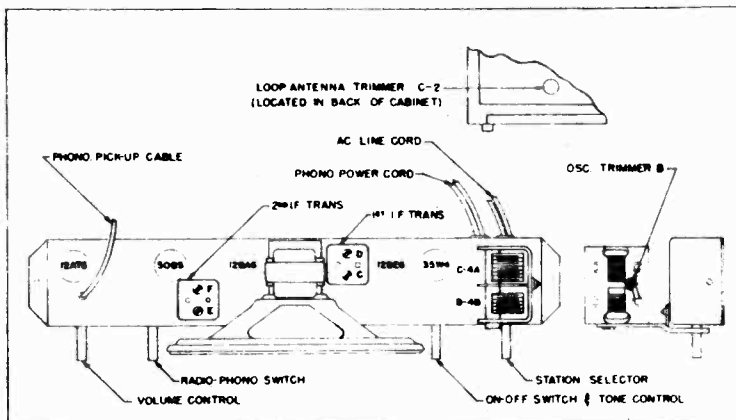 LOOP ANTENNA TRIMMER C-2
(LOCATED IN BACK OF CABINET)
AC LINE CORD
PHONO PICK-UP CABLE
PHONO POWER CORD
OSC. TRIMMER B
2ND IF TRANS
1ST I.F TRANS
12AT6
50B5
12BA6
12BE6
35W4
D
C
F
E
C-4A
B-4B
RADIO-PHONO SWITCH
STATION SELECTOR
VOLUME CONTROL
ON-OFF SWITCH & TONE CONTROL